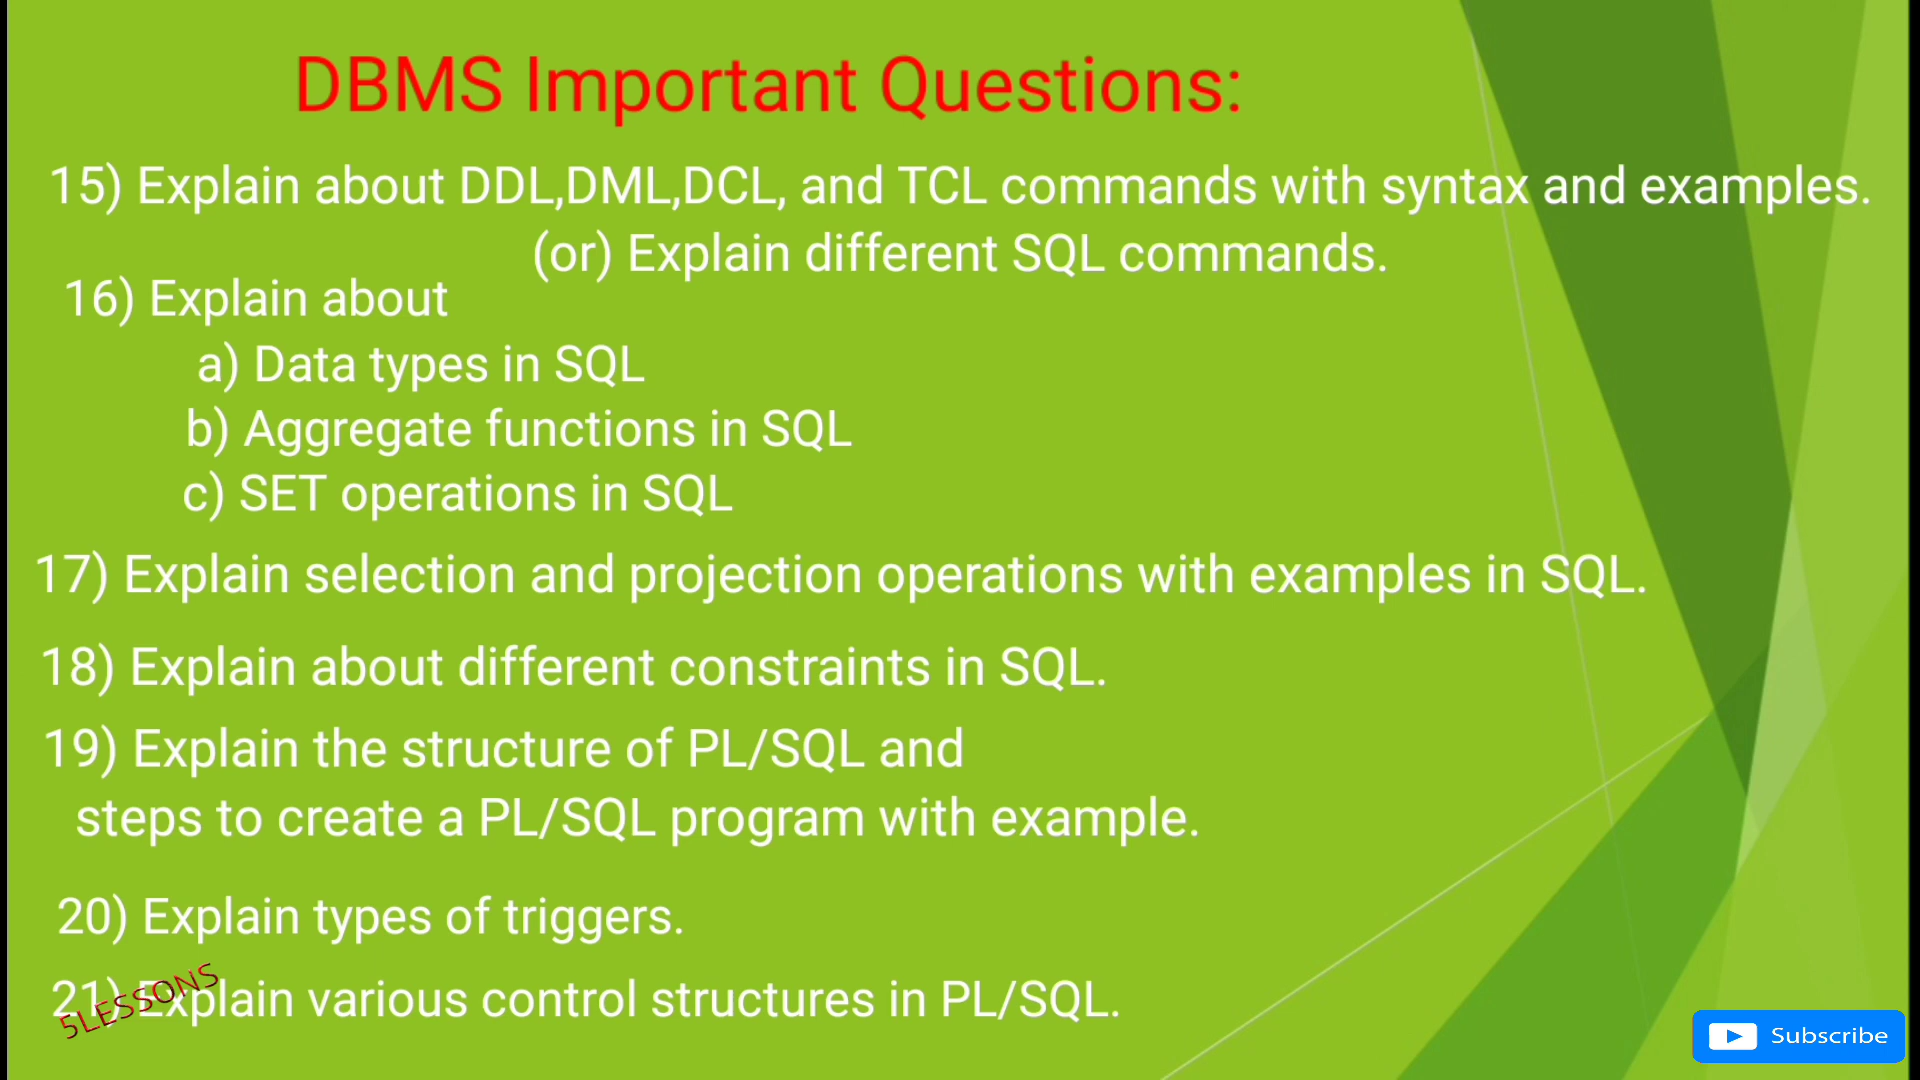 DBMS Important Questions:
15) Explain about DDL,DML,DCL, and TCL commands with syntax and examples.
(or) Explain different SQL commands.
16) Explain about
a) Data types in SQL
b) Aggregate functions in SQL
c) SET operations in SQL
17) Explain selection and projection operations with examples in SQL.
18) Explain about different constraints in SQL.
19) Explain the structure of PL/SQL and
steps to create a PL/SQL program with example.
20) Explain types of triggers.
21) Explain various control structures in PL/SQL.
5LESSONS
Subscribe